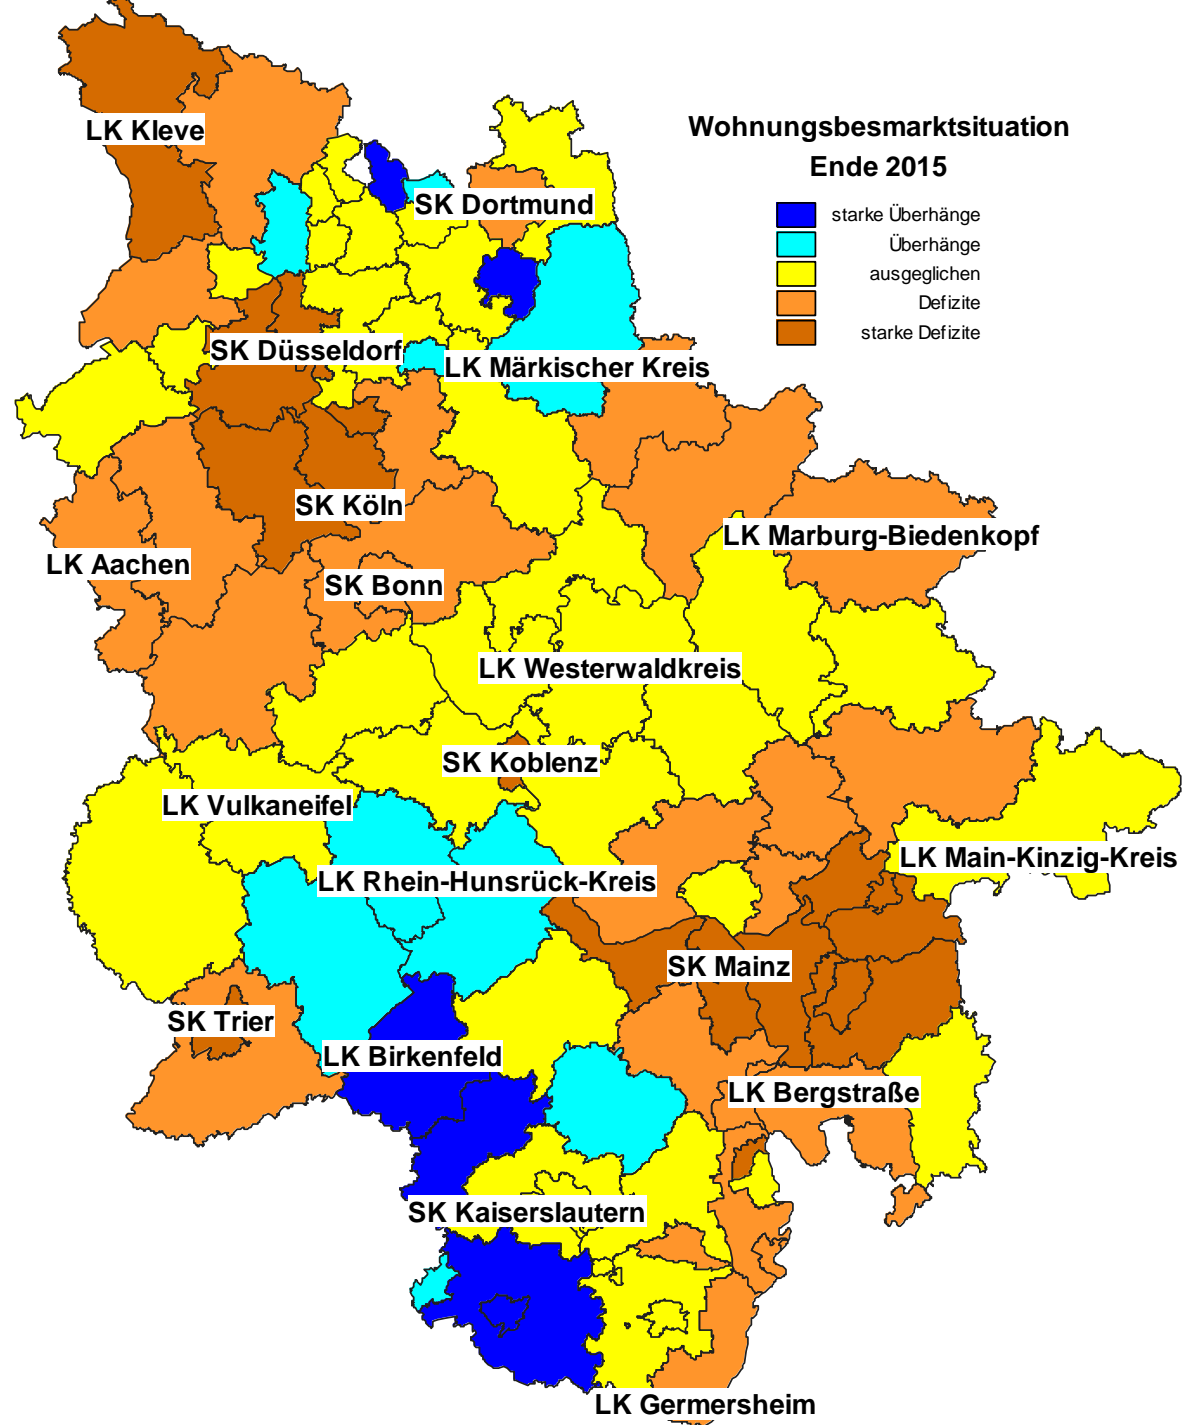 LK Kleve
Wohnungsbesmarktsituation
Ende 2015
starke Überhänge
Überhänge
ausgeglichen
Defizite
starke Defizite
SK Dortmund
SK Düsseldorf
LK Märkischer Kreis
SK Köln
LK Marburg-Biedenkopf
LK Aachen
SK Bonn
LK Westerwaldkreis
SK Koblenz
LK Vulkaneifel
LK Main-Kinzig-Kreis
LK Rhein-Hunsrück-Kreis
SK Mainz
SK Trier
LK Birkenfeld
LK Bergstraße
SK Kaiserslautern
LK Germersheim